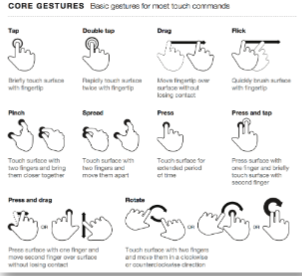 CORE GESTURES Basic gestures for most touch commands
Tap Double tap Drag Flick
Briefly touch surface
with fingertip
Rapidly touch surface
twice with fingertip
Move fingertip over
surface without
losing contact
Quickly brush surface
with fingertip
Pinch Spread Press Press and tap
Touch surface with
two fingers and bring
them closer together
Touch surface with
two fingers and
move them apart
Touch surface for
extended period
of time
Press surface with
one finger and briefly
touch surface with
second finger
Press and drag Rotate
OR OR OR
Press surface with one finger and
move second finger over surface
without losing contact
Touch surface with two fingers
and move them in a clockwise
or counterclockwise direction